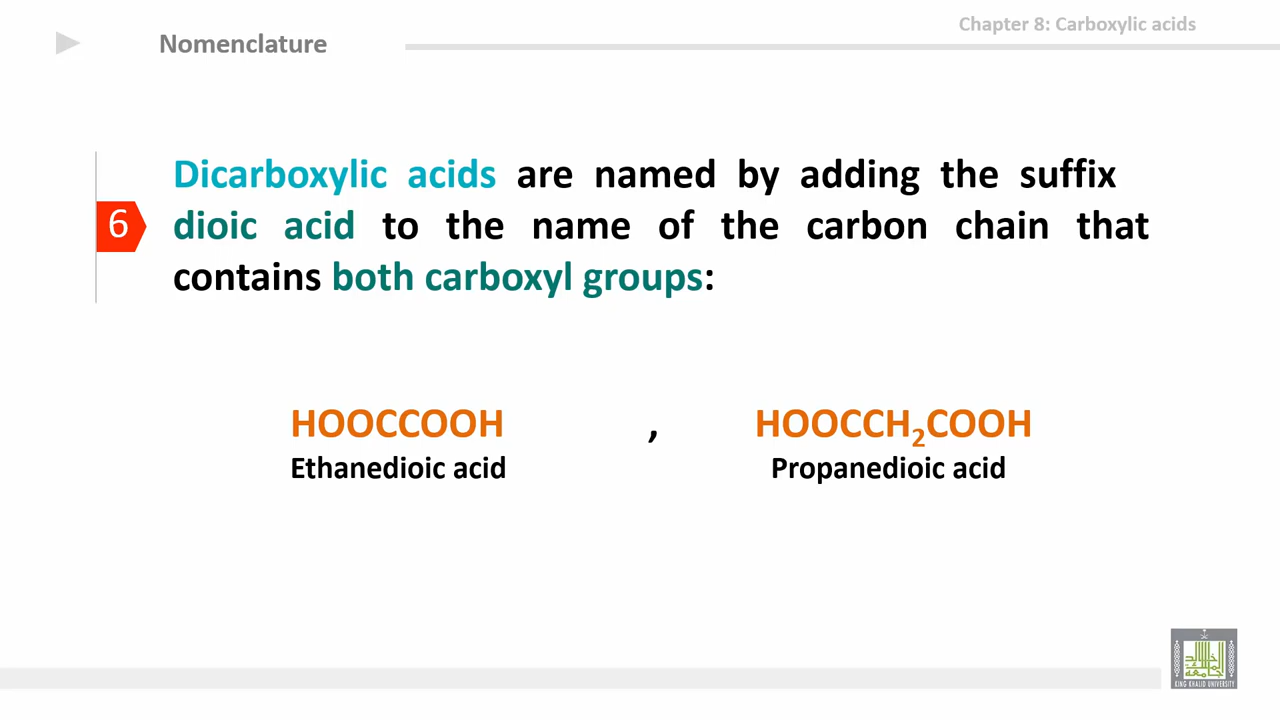 Chapter 8: Carboxylic acids
Nomenclature
Dicarboxylic acids are named by adding the suffix
6
dioic acid to the name of the carbon chain that
contains both carboxyl groups:
HOOCCOOH , HOOCCH₂COOH
Ethanedioic acid Propanedioic acid
KING KHALID UNIVERSITY